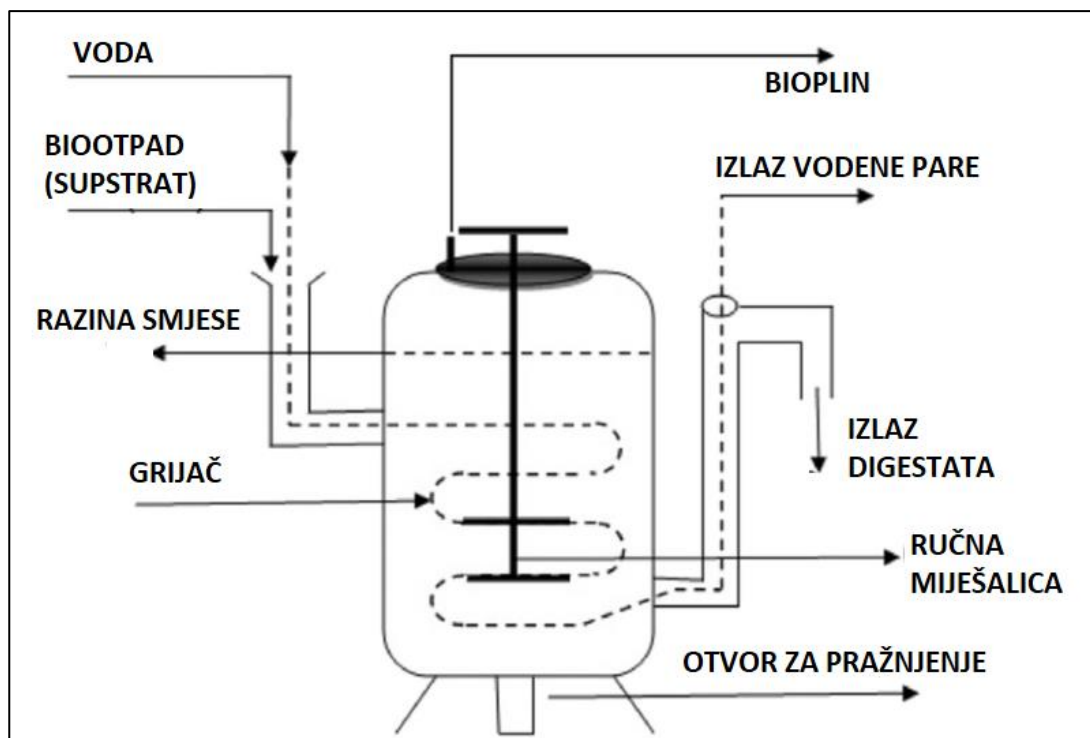 VODA
BIOPLIN
BIOOTPAD
(SUPSTRAT)
IZLAZ VODENE PARE
RAZINA SMJESE
IZLAZ
DIGESTATA
GRIJAČ
RUČNA
MIJEŠALICA
OTVOR ZA PRAŽNJENJE